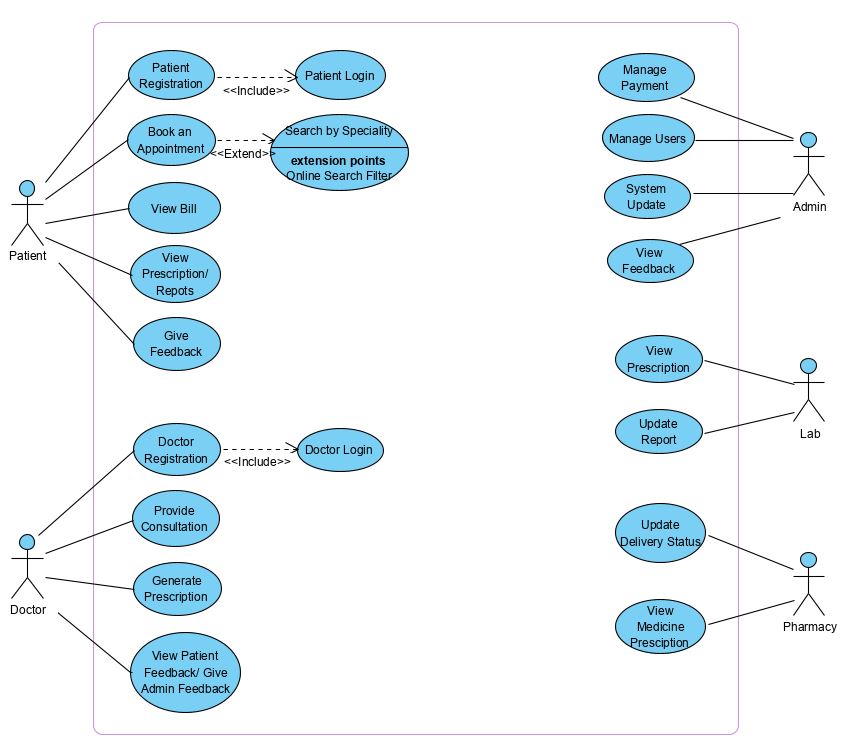 Patient
Registration
<<Include>>
Patient Login
Book an
Appointment
<<Extend>>
Search by Speciality
extension points
Online Search Filter
View Bill
View
Prescription/
Repots
Give
Feedback
Patient
Doctor
Registration
<<Include>>
Doctor Login
Provide
Consultation
Generate
Prescription
View Patient
Feedback/ Give
Admin Feedback
Doctor
Manage
Payment
Manage Users
System
Update
View
Feedback
Admin
View
Prescription
Update
Report
Lab
Update
Delivery Status
View
Medicine
Presciption
Pharmacy